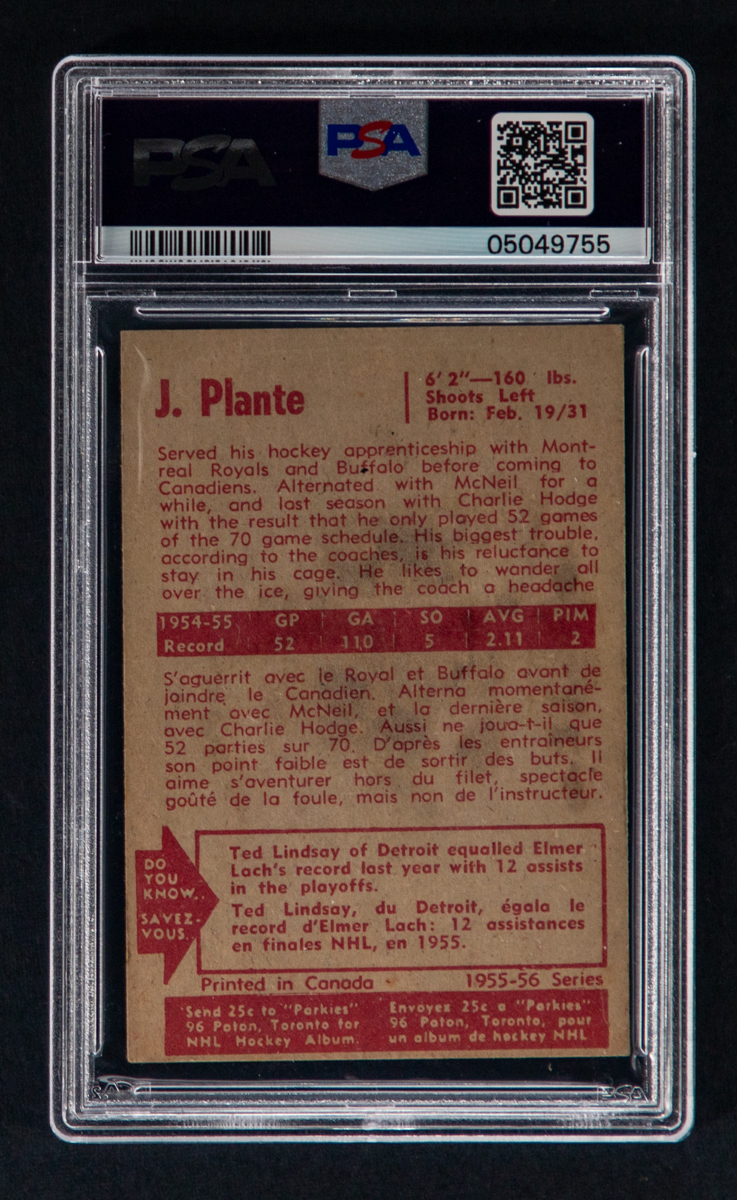 PSA
PSA
05049755
J. Plante
6' 2"—160 lbs.
Shoots Left
Born: Feb. 19/31
Served his hockey apprenticeship with Mont-
real Royals and Buffalo before coming to
Canadiens. Alternated with McNeil for a
while, and last season with Charlie Hodge
with the result that he only played 52 games
of the 70 game schedule. His biggest trouble,
according to the coaches, is his reluctance to
stay in his cage. He likes to wander all
over the ice, giving the coach a headache
1954-55 GP GA SO AVG PIM
Record 52 110 5 2.11 2
S'aguerrit avec le Royal et Buffalo avant de
joindre le Canadien. Alterna momentané-
ment avec McNeil, et la dernière saison,
avec Charlie Hodge. Aussi ne joua-t-il que
52 parties sur 70. D'après les entraineurs
son point faible est de sortir des buts. Il
aime s'aventurer hors du filet, spectacle
goûté de la foule, mais non de l'instructeur.
DO
YOU
KNOW..
SAVEZ-
VOUS..
Ted Lindsay of Detroit equalled Elmer
Lach's record last year with 12 assists
in the playoffs.
Ted Lindsay, du Detroit, égala le
record d'Elmer Lach: 12 assistances
en finales NHL, en 1955.
Printed in Canada 1955-56 Series
Send 25c to "Parkies"
96 Paton, Toronto for
NHL Hockey Album.
Envoyez 25c a "Parkies"
96 Paton, Toronto, pour
un album de hockey NHL
PSA